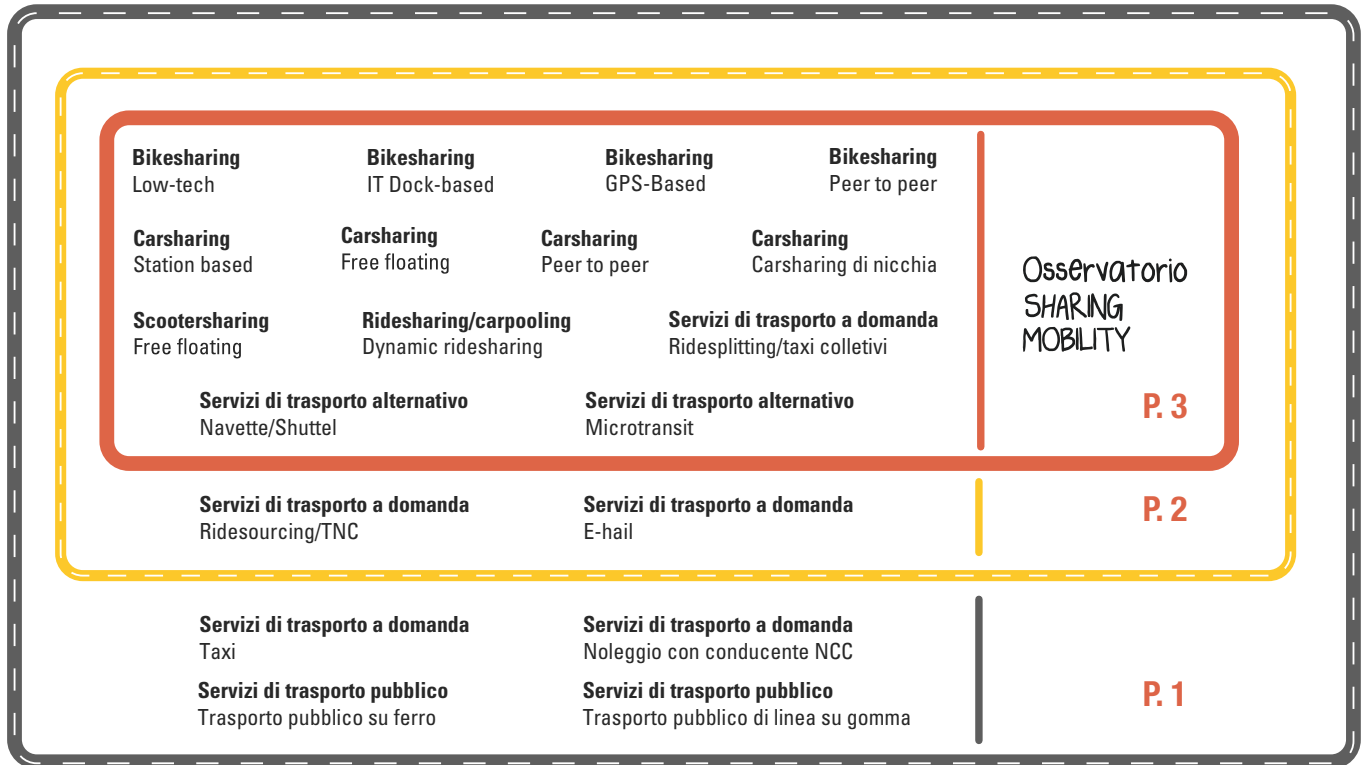 Bikesharing
Low-tech
Bikesharing
IT Dock-based
Bikesharing
GPS-Based
Bikesharing
Peer to peer
Carsharing
Station based
Carsharing
Free floating
Carsharing
Peer to peer
Carsharing
Carsharing di nicchia
Scootersharing
Free floating
Ridesharing/carpooling
Dynamic ridesharing
Servizi di trasporto a domanda
Ridesplitting/taxi colletivi
Servizi di trasporto alternativo
Navette/Shuttel
Servizi di trasporto alternativo
Microtransit
Osservatorio
SHARING
MOBILITY
P. 3
Servizi di trasporto a domanda
Ridesourcing/TNC
Servizi di trasporto a domanda
E-hail
P. 2
Servizi di trasporto a domanda
Taxi
Servizi di trasporto a domanda
Noleggio con conducente NCC
Servizi di trasporto pubblico
Trasporto pubblico su ferro
Servizi di trasporto pubblico
Trasporto pubblico di linea su gomma
P. 1